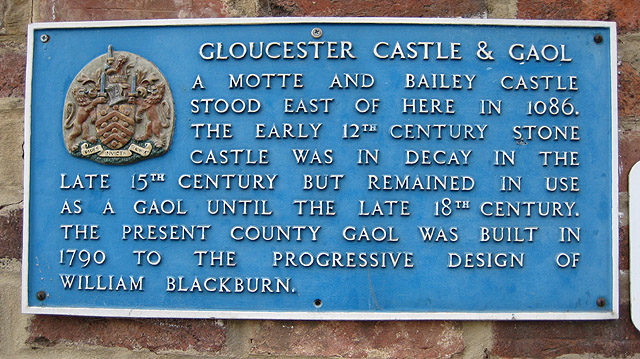 GLOUCESTER CASTLE & GAOL
A MOTTE AND BAILEY CASTLE
STOOD EAST OF HERE IN 1086.
THE EARLY 12TH CENTURY STONE
CASTLE WAS IN DECAY IN THE
LATE 15TH CENTURY BUT REMAINED IN USE
AS A GAOL UNTIL THE LATE 18TH CENTURY.
THE PRESENT COUNTY GAOL WAS BUILT IN
1790 TO THE PROGRESSIVE DESIGN OF
WILLIAM BLACKBURN.